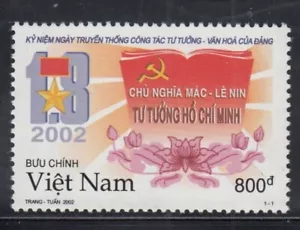 KỶ NIỆM NGÀY TRUYỀN THỐNG CÔNG TÁC TƯ TƯỞNG - VĂN HOÁ CỦA ĐẢNG
1.8
2002
CHỦ NGHĨA MÁC - LÊ NIN
TƯ TƯỞNG HỒ CHÍ MINH
BƯU CHÍNH
Việt Nam
800đ
TRANG - TUẤN 2002
1 - 1